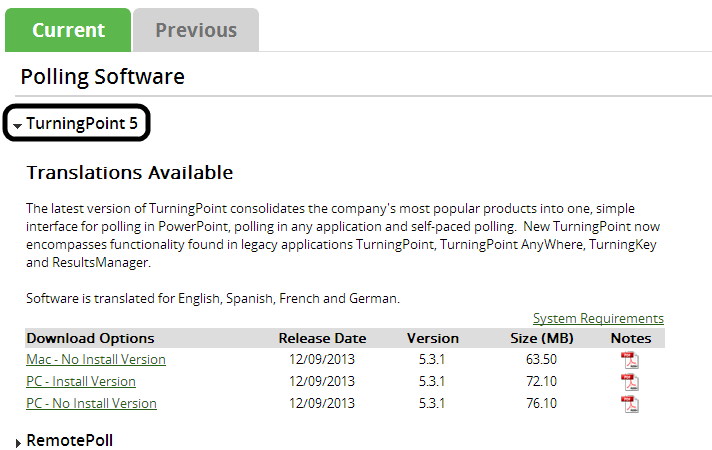 Current Previous
Polling Software
TurningPoint 5
Translations Available
The latest version of TurningPoint consolidates the company's most popular products into one, simple
interface for polling in PowerPoint, polling in any application and self-paced polling.  New TurningPoint now
encompasses functionality found in legacy applications TurningPoint, TurningPoint AnyWhere, TurningKey
and ResultsManager.
Software is translated for English, Spanish, French and German.
System Requirements
Download Options Release Date Version Size (MB) Notes
Mac - No Install Version 12/09/2013 5.3.1 63.50
PC - Install Version 12/09/2013 5.3.1 72.10
PC - No Install Version 12/09/2013 5.3.1 76.10
RemotePoll